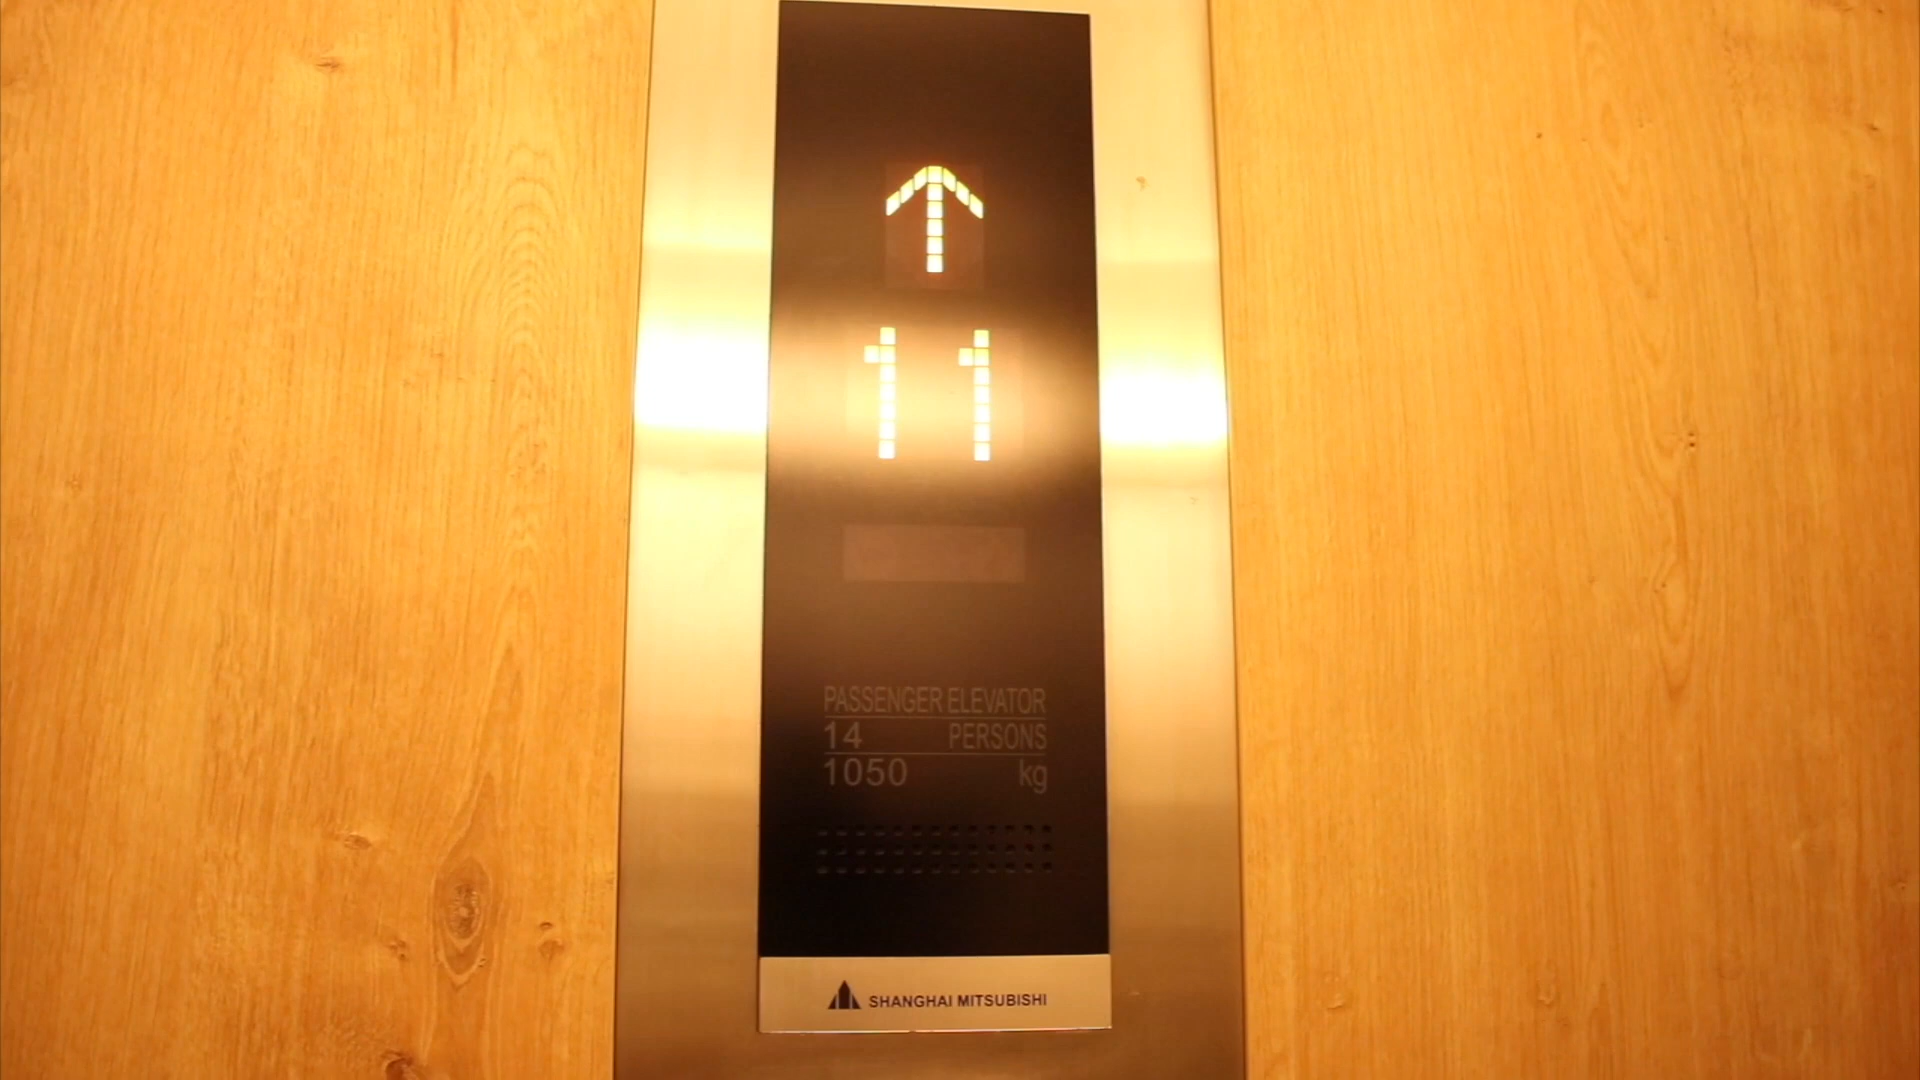 11
PASSENGER ELEVATOR
14 PERSONS
1050 kg
SHANGHAI MITSUBISHI